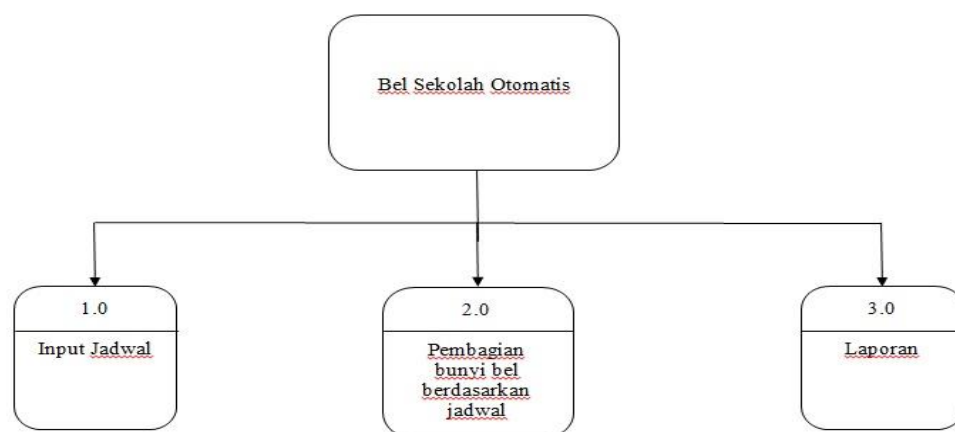 Bel Sekolah Otomatis
1.0
Input Jadwal
2.0
Pembagian
bunyi bel
berdasarkan
jadwal
3.0
Laporan